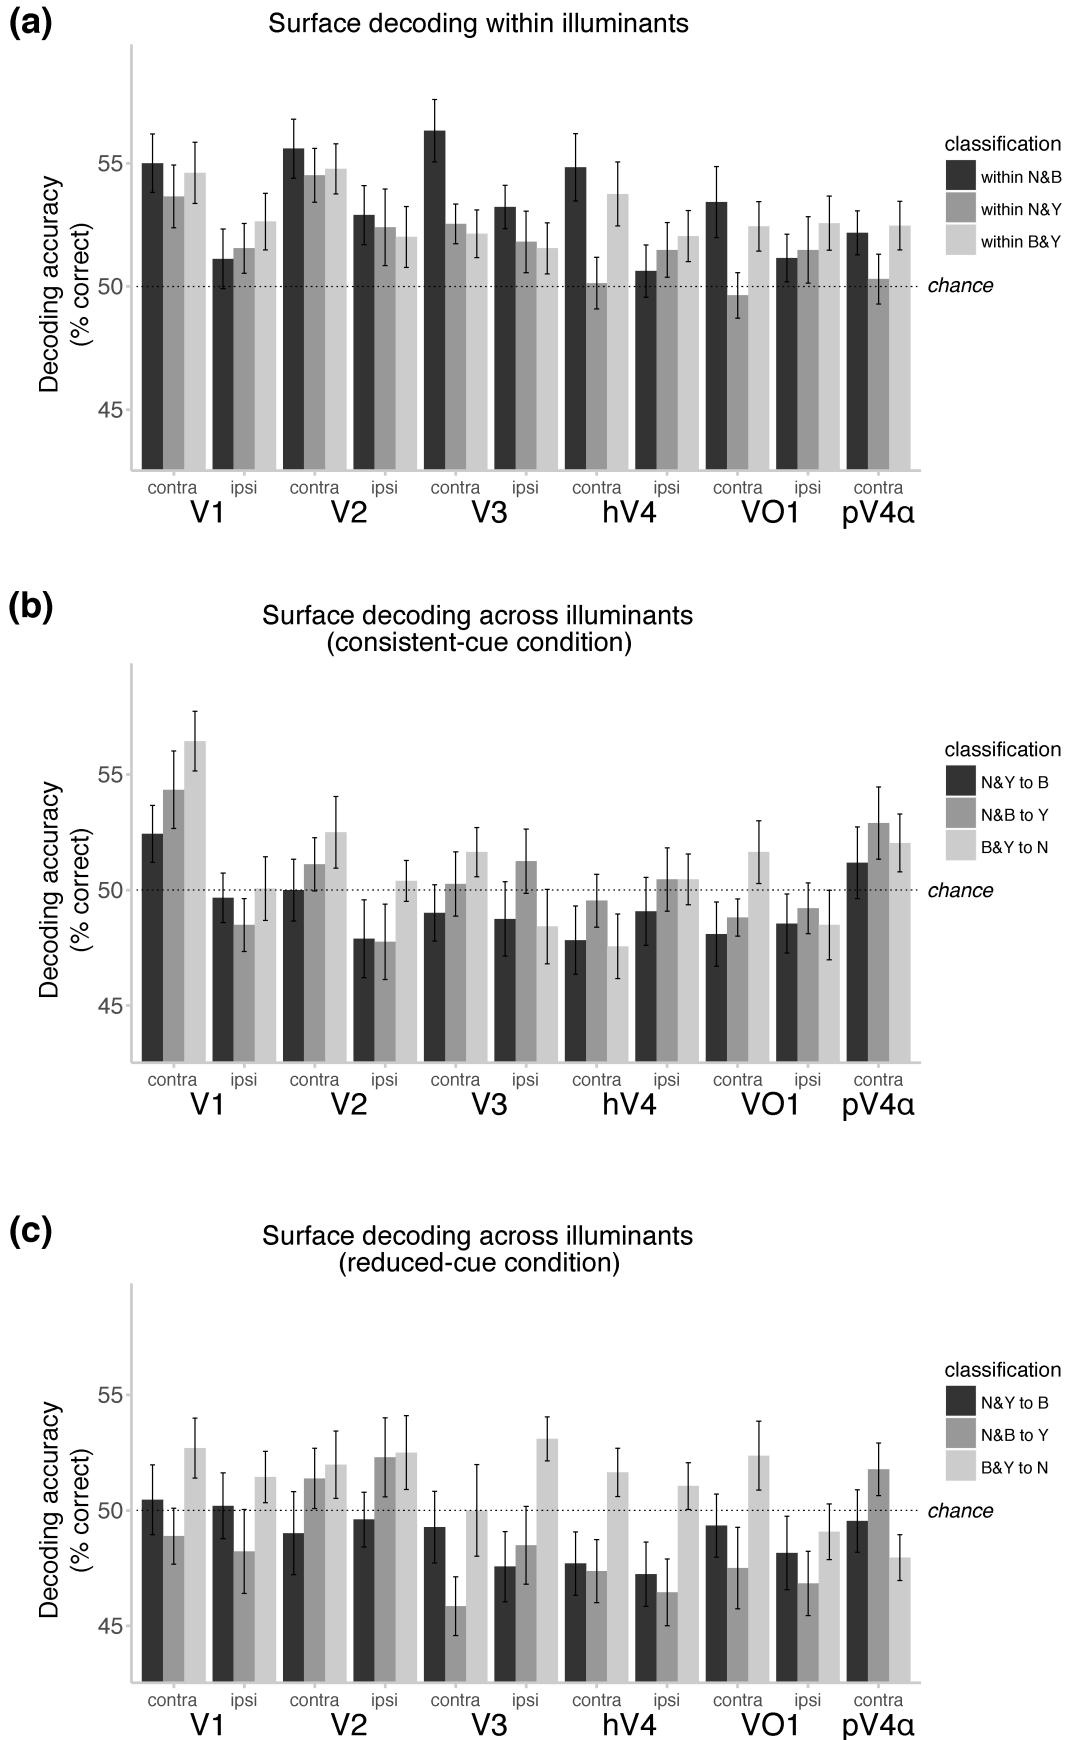 (a)
Surface decoding within illuminants
Decoding accuracy
(% correct)
55
50
45
chance
classification
within N&B
within N&Y
within B&Y
contra ipsi contra ipsi contra ipsi contra ipsi contra ipsi contra
V1 V2 V3 hV4 VO1 pV4α
(b)
Surface decoding across illuminants
(consistent-cue condition)
Decoding accuracy
(% correct)
55
50
45
chance
classification
N&Y to B
N&B to Y
B&Y to N
contra ipsi contra ipsi contra ipsi contra ipsi contra ipsi contra
V1 V2 V3 hV4 VO1 pV4α
(c)
Surface decoding across illuminants
(reduced-cue condition)
Decoding accuracy
(% correct)
55
50
45
chance
classification
N&Y to B
N&B to Y
B&Y to N
contra ipsi contra ipsi contra ipsi contra ipsi contra ipsi contra
V1 V2 V3 hV4 VO1 pV4α